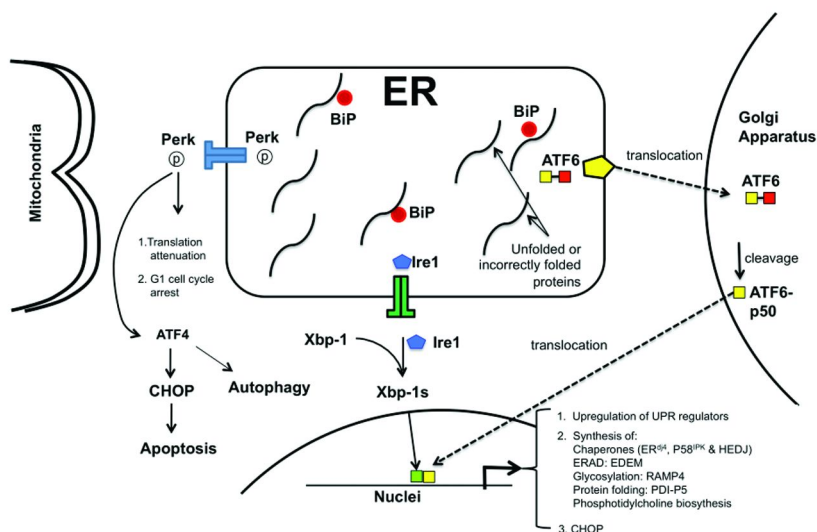 ER
Mitochondria
Perk
p
Perk
p
BiP
BiP
BiP
ATF6
Ire1
Unfolded or
incorrectly folded
proteins
translocation
Golgi
Apparatus
ATF6
cleavage
ATF6-
p50
1.Translation
attenuation
2. G1 cell cycle
arrest
ATF4
CHOP
Autophagy
Apoptosis
Xbp-1
Ire1
Xbp-1s
translocation
Nuclei
1. Upregulation of UPR regulators
2. Synthesis of:
Chaperones (ERdj4, P58IPK & HEDJ)
ERAD: EDEM
Glycosylation: RAMP4
Protein folding: PDI-P5
Phosphotidylcholine biosythesis
3. CHOP